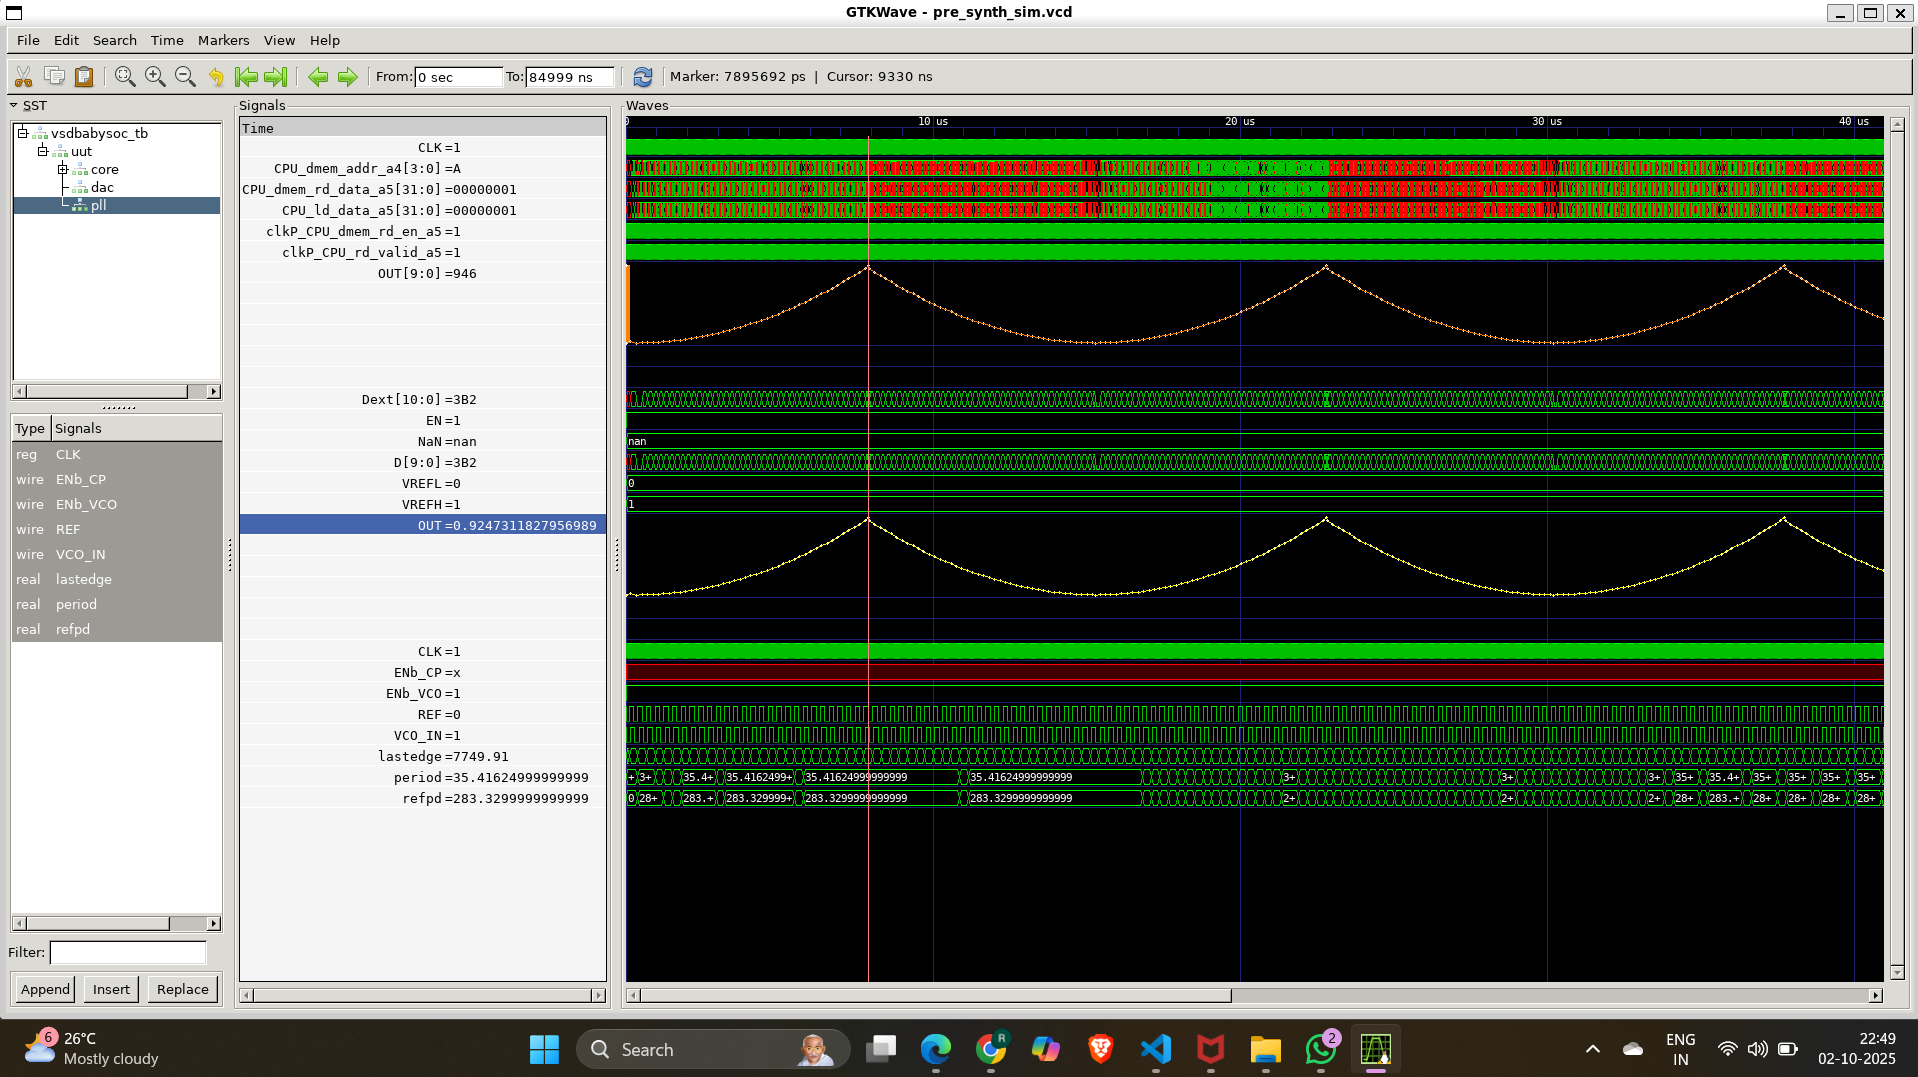 GTKWave - pre_synth_sim.vcd
File Edit Search Time Markers View Help
From: 0 sec To: 84999 ns Marker: 7895692 ps | Cursor: 9330 ns
SST
vsdbabysoc_tb
uut
core
dac
pll
Type Signals
reg CLK
wire ENb_CP
wire ENb_VCO
wire REF
wire VCO_IN
real lastedge
real period
real refpd
Filter:
Append Insert Replace
Signals
Time
CLK=1
CPU_dmem_addr_a4[3:0]=A
CPU_dmem_rd_data_a5[31:0]=00000001
CPU_ld_data_a5[31:0]=00000001
clkP_CPU_dmem_rd_en_a5=1
clkP_CPU_rd_valid_a5=1
OUT[9:0]=946
Dext[10:0]=3B2
EN=1
NaN=nan
D[9:0]=3B2
VREFL=0
VREFH=1
OUT=0.9247311827956989
CLK=1
ENb_CP=x
ENb_VCO=1
REF=0
VCO_IN=1
lastedge=7749.91
period=35.41624999999999
refpd=283.3299999999999
Waves
0 10 us 20 us 30 us 40 us
nan
0
1
+ 3+ 35.4+ 35.4162499+ 35.41624999999999 35.41624999999999 3+ 3+ 3+ 35+ 35.4+ 35+ 35+ 35+ 35+
0 28+ 283.+ 283.329999+ 283.3299999999999 283.3299999999999 2+ 2+ 2+ 28+ 283.+ 28+ 28+ 28+ 28+
6
26°C
Mostly cloudy
Search
R
2
ENG
IN
22:49
02-10-2025